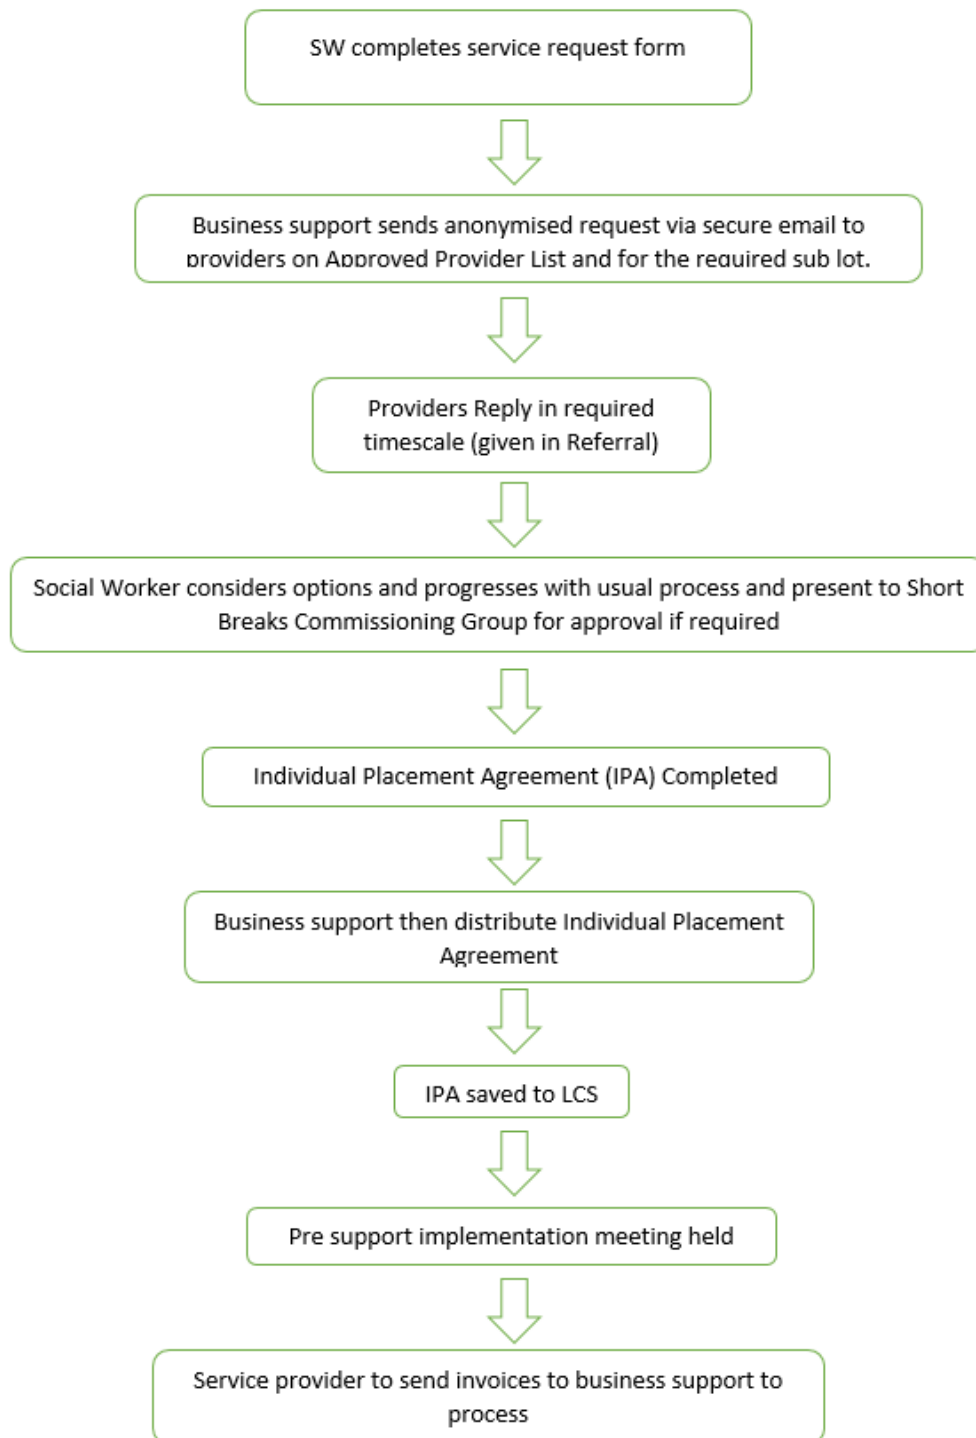 SW completes service request form
Business support sends anonymised request via secure email to
providers on Approved Provider List and for the required sub lot.
Providers Reply in required
timescale (given in Referral)
Social Worker considers options and progresses with usual process and present to Short
Breaks Commissioning Group for approval if required
Individual Placement Agreement (IPA) Completed
Business support then distribute Individual Placement
Agreement
IPA saved to LCS
Pre support implementation meeting held
Service provider to send invoices to business support to
process